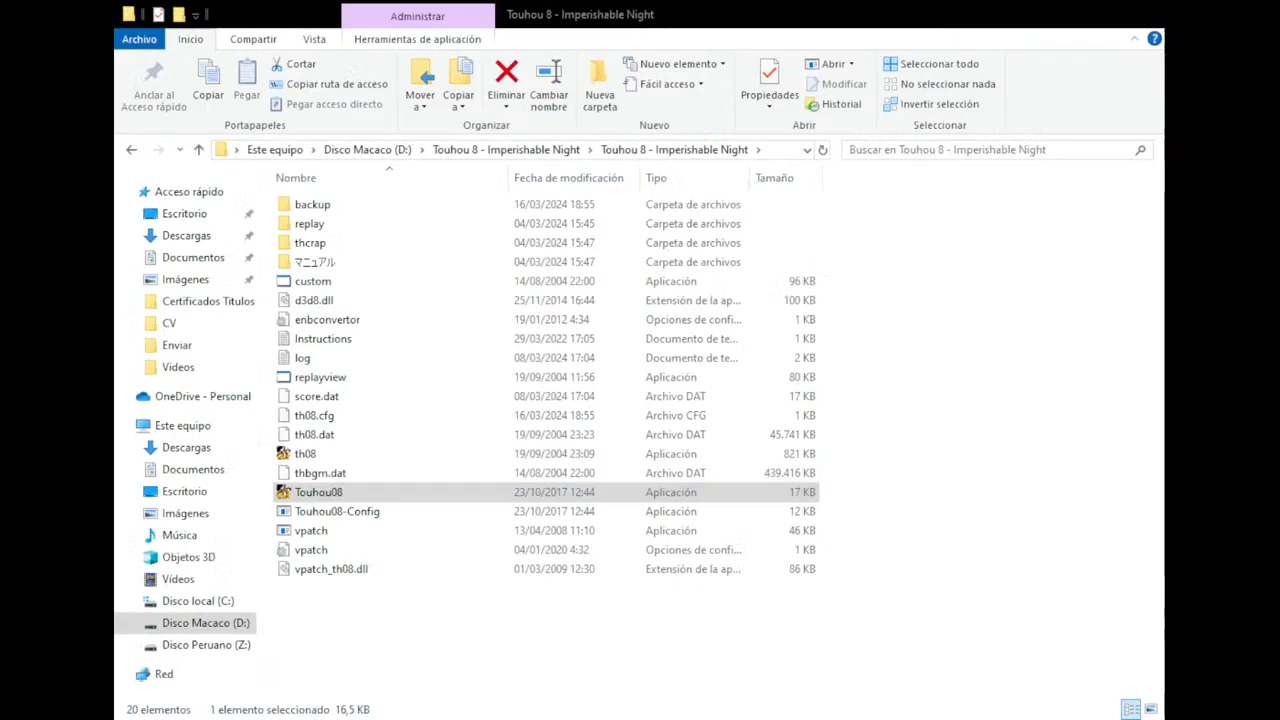 Administrar
Touhou 8 - Imperishable Night
Archivo
Inicio
Compartir
Vista
Herramientas de aplicación
Anclar al
Acceso rápido
Copiar
Pegar
Cortar
Copiar ruta de acceso
Pegar acceso directo
Portapapeles
Mover
a
Copiar
a
Eliminar
Cambiar
nombre
Organizar
Nueva
carpeta
Nuevo elemento
Fácil acceso
Nuevo
Propiedades
Abrir
Modificar
Historial
Abrir
Seleccionar todo
No seleccionar nada
Invertir selección
Seleccionar
Este equipo > Disco Macaco (D:) > Touhou 8 - Imperishable Night > Touhou 8 - Imperishable Night >
Buscar en Touhou 8 - Imperishable Night
Acceso rápido
Escritorio
Descargas
Documentos
Imágenes
Certificados Titulos
CV
Enviar
Videos
OneDrive - Personal
Este equipo
Descargas
Documentos
Escritorio
Imágenes
Música
Objetos 3D
Vídeos
Disco local (C:)
Disco Macaco (D:)
Disco Peruano (Z:)
Red
Nombre Fecha de modificación Tipo Tamaño
backup 16/03/2024 18:55 Carpeta de archivos
replay 04/03/2024 15:45 Carpeta de archivos
thcrap 04/03/2024 15:47 Carpeta de archivos
マニュアル 04/03/2024 15:47 Carpeta de archivos
custom 14/08/2004 22:00 Aplicación 96 KB
d3d8.dll 25/11/2014 16:44 Extensión de la ap... 100 KB
enbconvertor 19/01/2012 4:34 Opciones de confi... 1 KB
Instructions 29/03/2022 17:05 Documento de te... 1 KB
log 08/03/2024 17:04 Documento de te... 2 KB
replayview 19/09/2004 11:56 Aplicación 80 KB
score.dat 08/03/2024 17:04 Archivo DAT 17 KB
th08.cfg 16/03/2024 18:55 Archivo CFG 1 KB
th08.dat 19/09/2004 23:23 Archivo DAT 45.741 KB
th08 19/09/2004 23:09 Aplicación 821 KB
thbgm.dat 14/08/2004 22:00 Archivo DAT 439.416 KB
Touhou08 23/10/2017 12:44 Aplicación 17 KB
Touhou08-Config 23/10/2017 12:44 Aplicación 12 KB
vpatch 13/04/2008 11:10 Aplicación 46 KB
vpatch 04/01/2020 4:32 Opciones de confi... 1 KB
vpatch_th08.dll 01/03/2009 12:30 Extensión de la ap... 86 KB
20 elementos 1 elemento seleccionado 16,5 KB